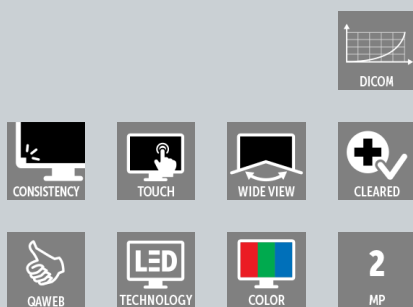 DICOM
CONSISTENCY
TOUCH
WIDE VIEW
CLEARED
QAWEB
LED
TECHNOLOGY
COLOR
2
MP